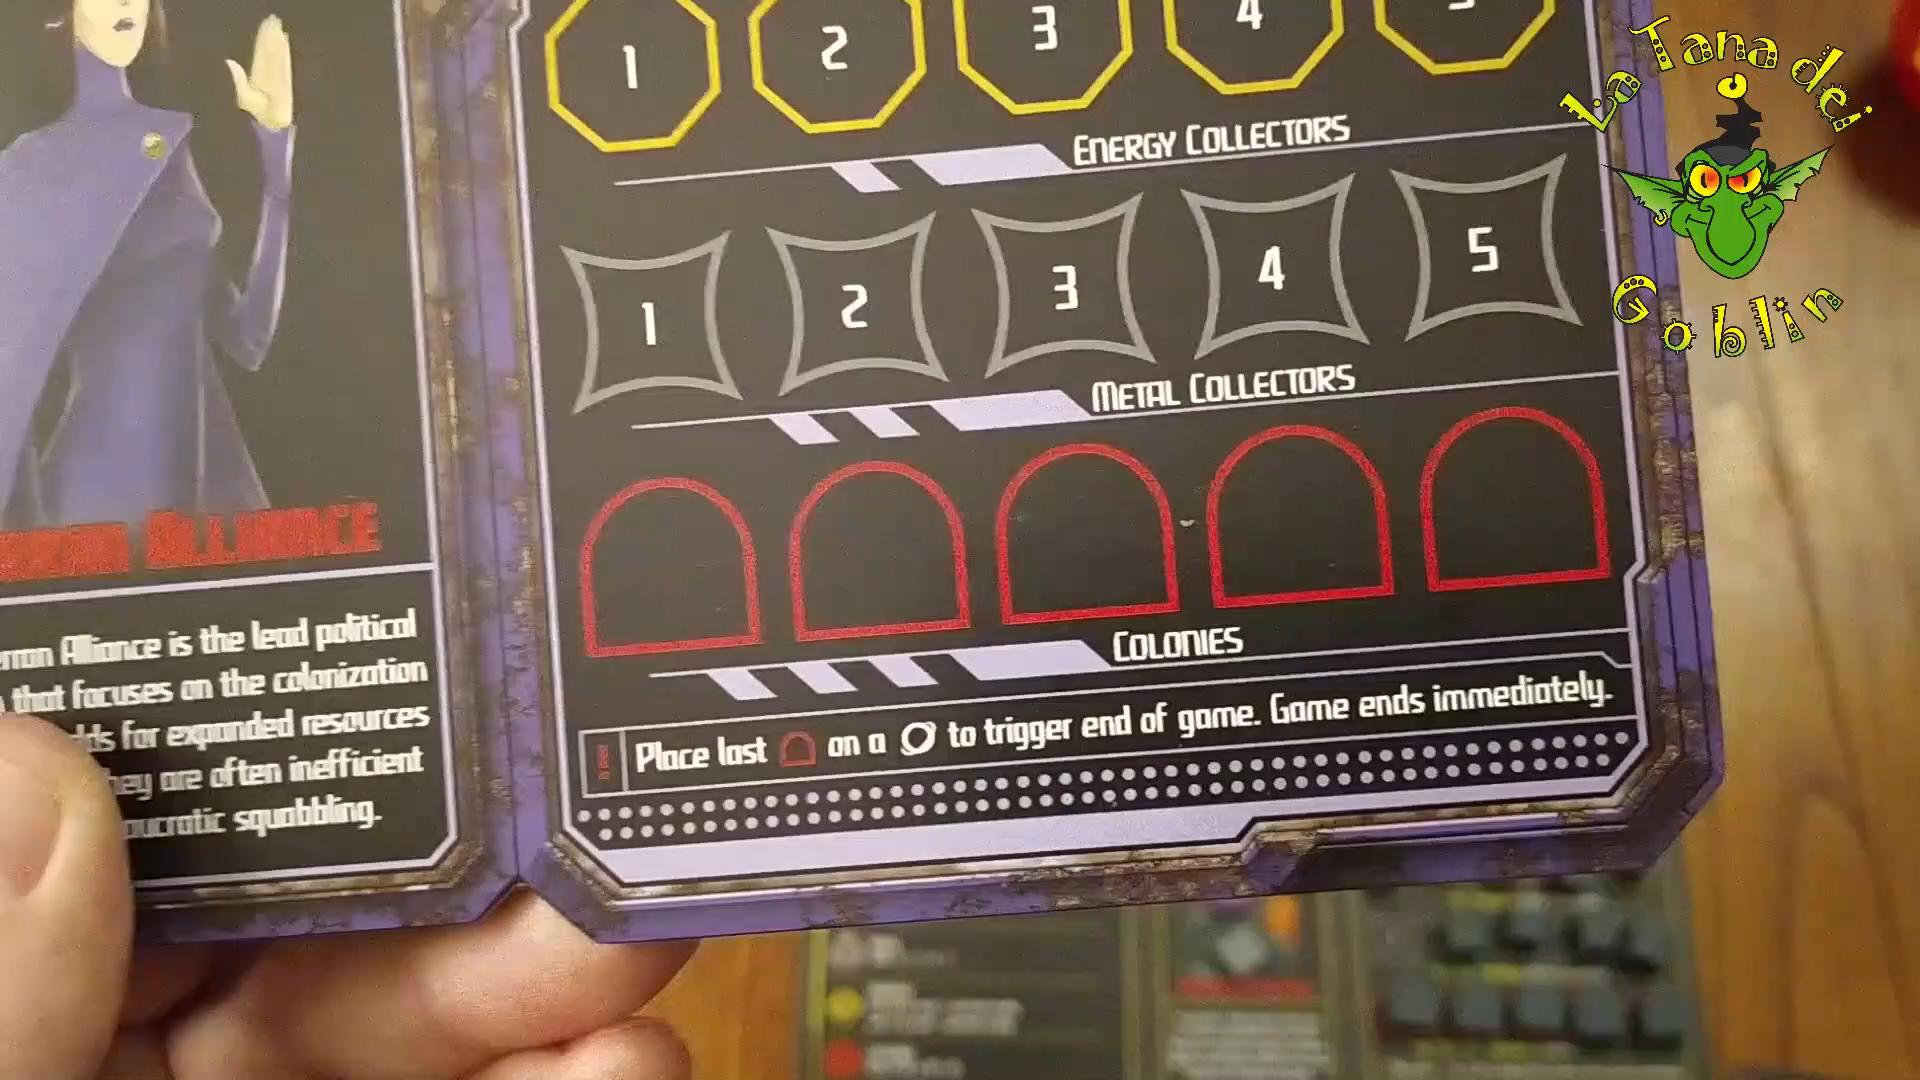 1 2 3 4
ENERGY COLLECTORS
1 2 3 4 5
METAL COLLECTORS
COLONIES
Place last on a to trigger end of game. Game ends immediately.
ALLIANCE
Alliance is the lead political
that focuses on the colonization
for expanded resources
are often inefficient
squabbling.
La Tana dei
Goblin